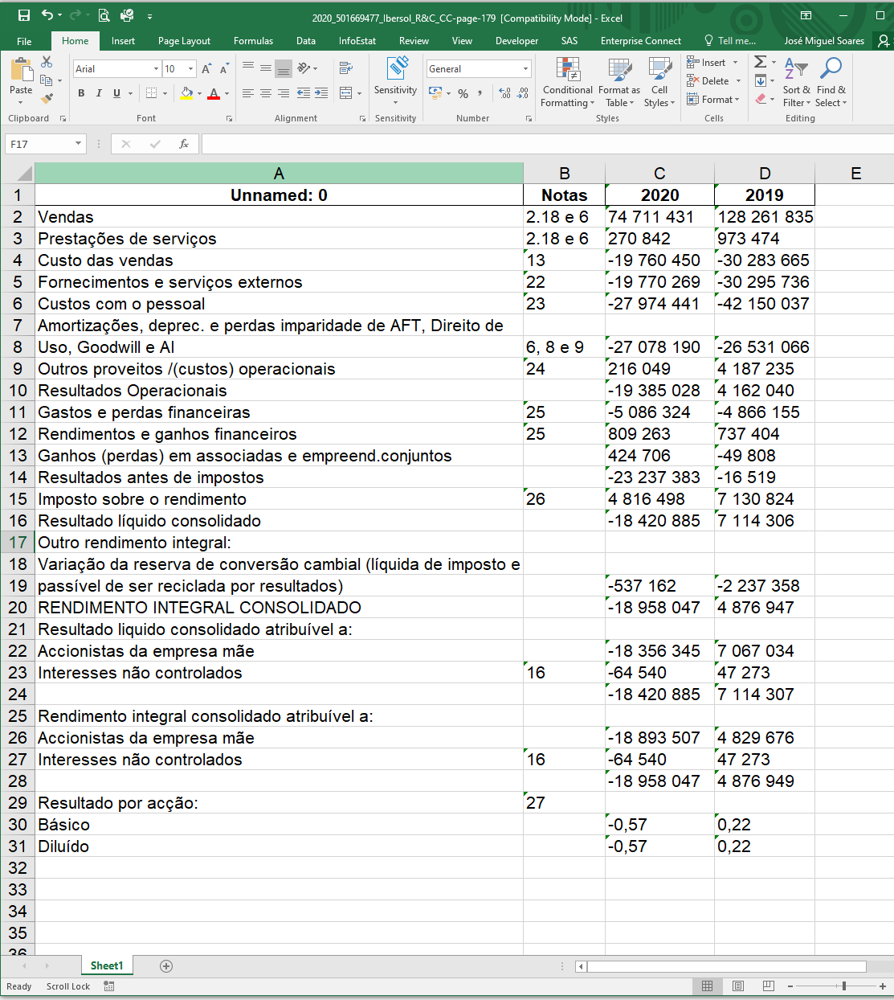 2020_501669477_Ibersol_R&C_CC-page-179 [Compatibility Mode] - Excel
File Home Insert Page Layout Formulas Data InfoEstat Review View Developer SAS Enterprise Connect Tell me... José Miguel Soares
Arial 10 A A General Insert
Paste Sensitivity Conditional Format as Cell Delete Sort & Find &
B I U A % , Formatting Table Styles Format Filter Select
Clipboard Font Alignment Sensitivity Number Styles Cells Editing
F17 fx
A B C D E
1 Unnamed: 0 Notas 2020 2019
2 Vendas 2.18 e 6 74 711 431 128 261 835
3 Prestações de serviços 2.18 e 6 270 842 973 474
4 Custo das vendas 13 -19 760 450 -30 283 665
5 Fornecimentos e serviços externos 22 -19 770 269 -30 295 736
6 Custos com o pessoal 23 -27 974 441 -42 150 037
7 Amortizações, deprec. e perdas imparidade de AFT, Direito de
8 Uso, Goodwill e AI 6, 8 e 9 -27 078 190 -26 531 066
9 Outros proveitos /(custos) operacionais 24 216 049 4 187 235
10 Resultados Operacionais -19 385 028 4 162 040
11 Gastos e perdas financeiras 25 -5 086 324 -4 866 155
12 Rendimentos e ganhos financeiros 25 809 263 737 404
13 Ganhos (perdas) em associadas e empreend.conjuntos 424 706 -49 808
14 Resultados antes de impostos -23 237 383 -16 519
15 Imposto sobre o rendimento 26 4 816 498 7 130 824
16 Resultado líquido consolidado -18 420 885 7 114 306
17 Outro rendimento integral:
18 Variação da reserva de conversão cambial (líquida de imposto e
19 passível de ser reciclada por resultados) -537 162 -2 237 358
20 RENDIMENTO INTEGRAL CONSOLIDADO -18 958 047 4 876 947
21 Resultado liquido consolidado atribuível a:
22 Accionistas da empresa mãe -18 356 345 7 067 034
23 Interesses não controlados 16 -64 540 47 273
24 -18 420 885 7 114 307
25 Rendimento integral consolidado atribuível a:
26 Accionistas da empresa mãe -18 893 507 4 829 676
27 Interesses não controlados 16 -64 540 47 273
28 -18 958 047 4 876 949
29 Resultado por acção: 27
30 Básico -0,57 0,22
31 Diluído -0,57 0,22
32
33
34
35
36
Sheet1
Ready Scroll Lock